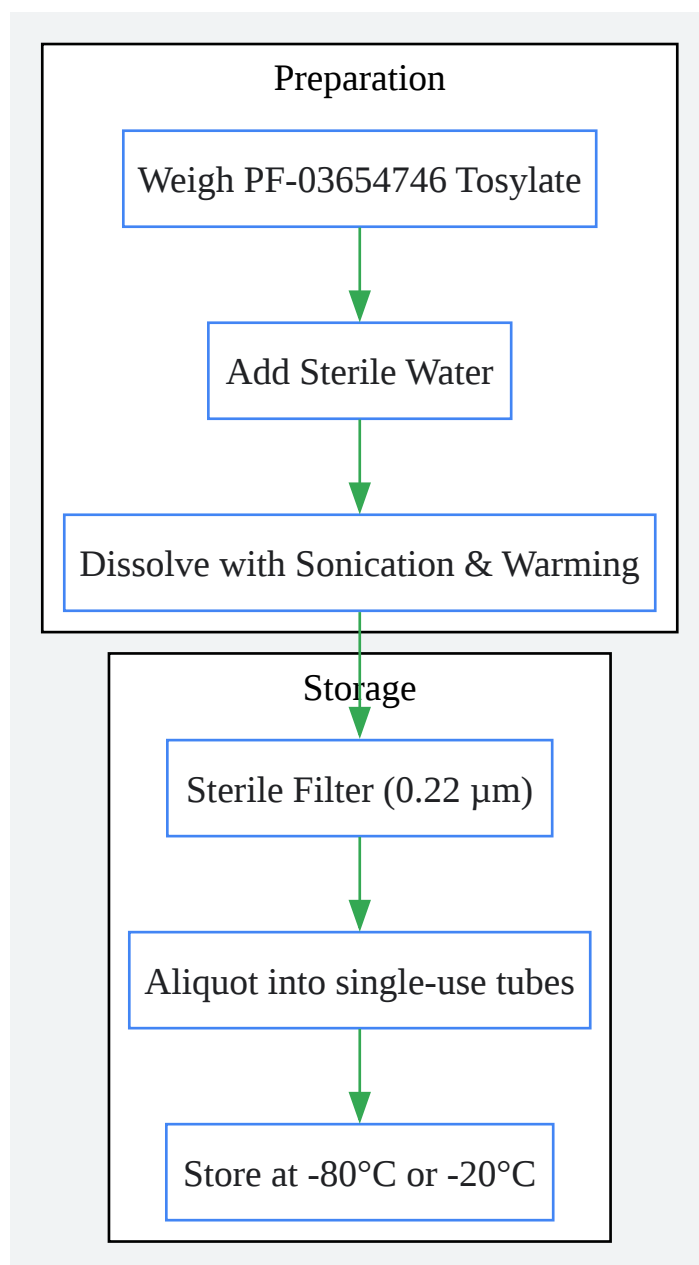 Preparation
Weigh PF-03654746 Tosylate
Add Sterile Water
Dissolve with Sonication & Warming
Storage
Sterile Filter (0.22 µm)
Aliquot into single-use tubes
Store at -80°C or -20°C